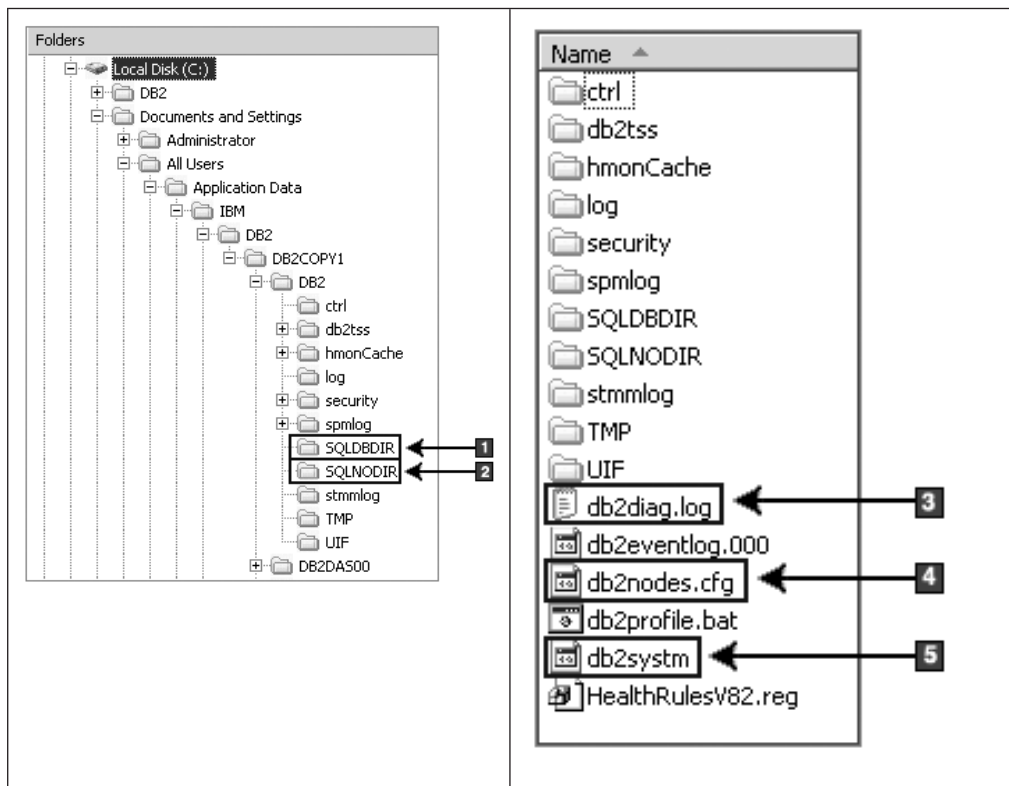 Folders
Local Disk (C:)
DB2
Documents and Settings
Administrator
All Users
Application Data
IBM
DB2
DB2COPY1
DB2
ctrl
db2tss
hmonCache
log
security
spmlog
SQLDBDIR
1
SQLNODIR
2
stmmlog
TMP
UIF
DB2DAS00
Name
ctrl
db2tss
hmonCache
log
security
spmlog
SQLDBDIR
SQLNODIR
stmmlog
TMP
UIF
db2diag.log
3
db2eventlog.000
db2nodes.cfg
4
db2profile.bat
db2systm
5
HealthRulesV82.reg